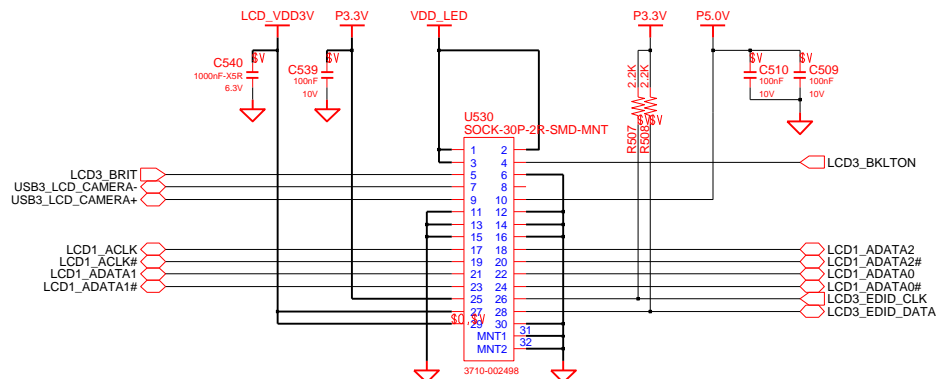 LCD_VDD3V P3.3V VDD_LED P3.3V P5.0V
$V
C540
1000nF-X5R
6.3V
$V
C539
100nF
10V
2.2K
2.2K
$V
$V
R507
R508
$V
C510
100nF
10V
$V
C509
100nF
10V
U530
SOCK-30P-2R-SMD-MNT
1 2
3 4 LCD3_BKLTON
LCD3_BRIT 5 6
USB3_LCD_CAMERA- 7 8
USB3_LCD_CAMERA+ 9 10
11 12
13 14
15 16
LCD1_ACLK 17 18 LCD1_ADATA2
LCD1_ACLK# 19 20 LCD1_ADATA2#
LCD1_ADATA1 21 22 LCD1_ADATA0
LCD1_ADATA1# 23 24 LCD1_ADATA0#
25 26 LCD3_EDID_CLK
27 28 LCD3_EDID_DATA
29 30
MNT1 31
MNT2 32
3710-002498